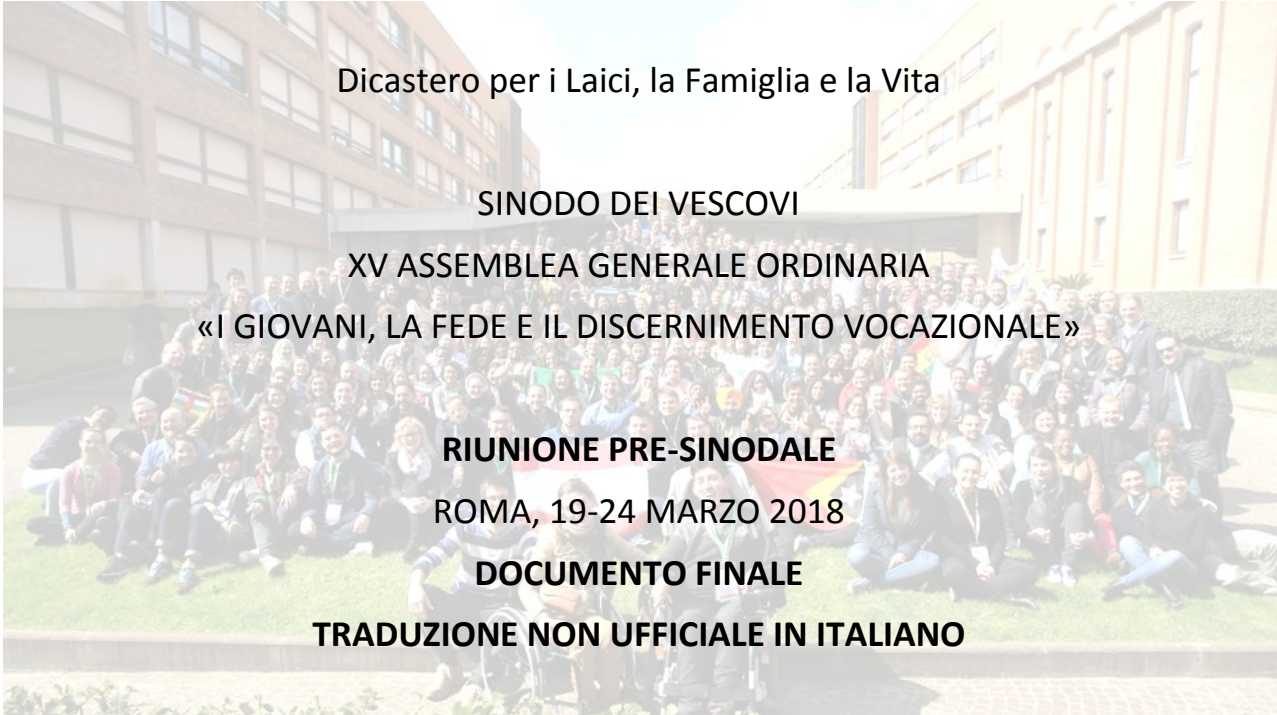 Dicastero per i Laici, la Famiglia e la Vita
SINODO DEI VESCOVI
XV ASSEMBLEA GENERALE ORDINARIA
«I GIOVANI, LA FEDE E IL DISCERNIMENTO VOCAZIONALE»
RIUNIONE PRE-SINODALE
ROMA, 19-24 MARZO 2018
DOCUMENTO FINALE
TRADUZIONE NON UFFICIALE IN ITALIANO